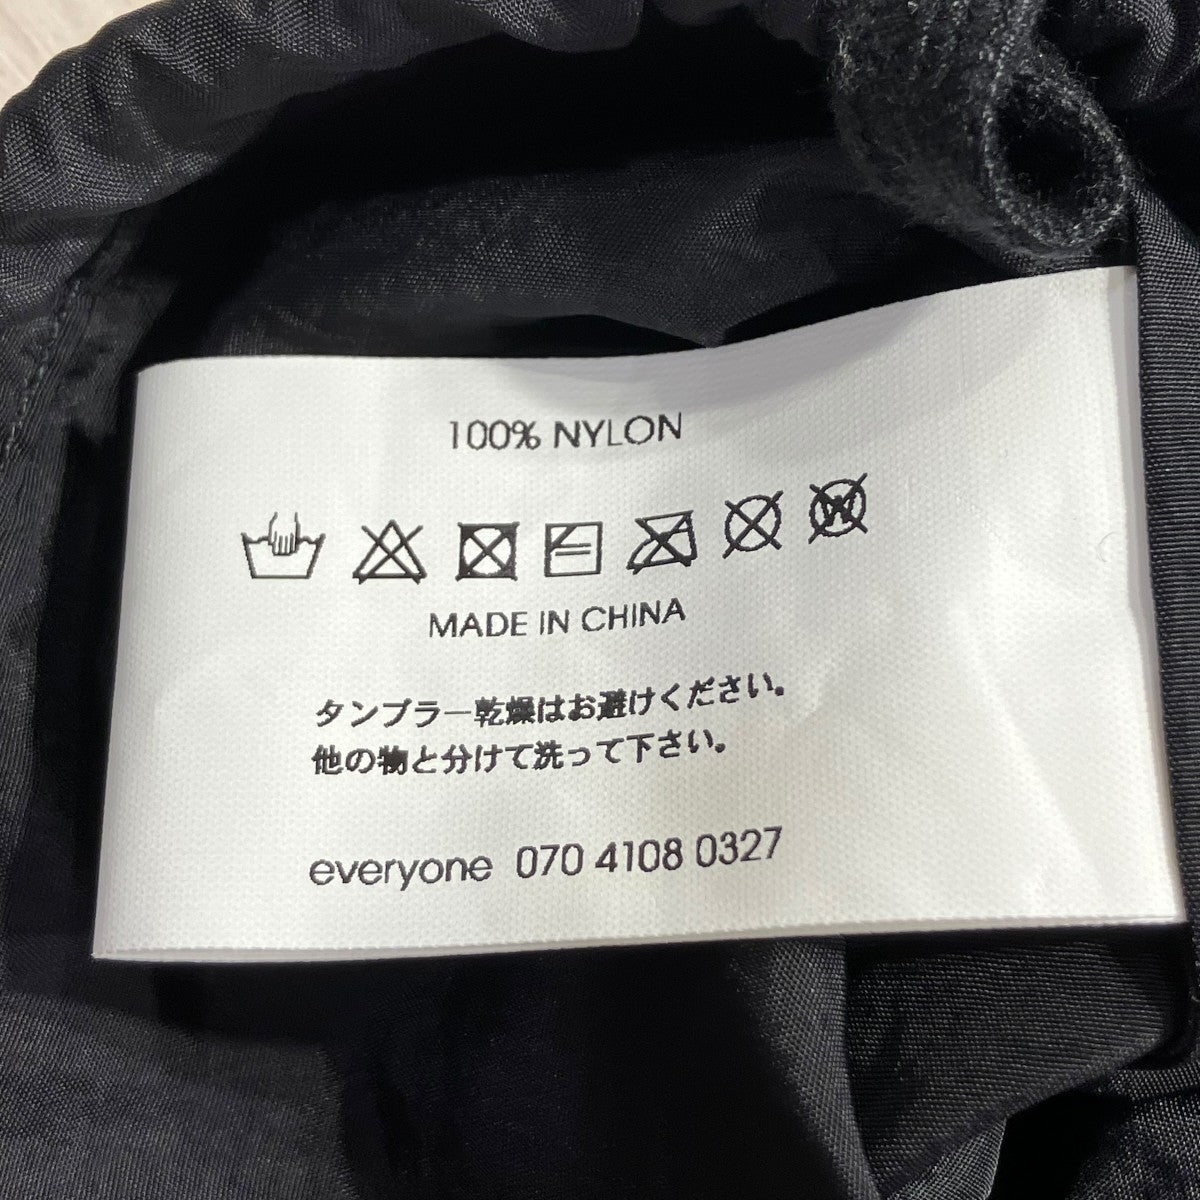 100% NYLON
W
MADE IN CHINA
タンブラー乾燥はお避けください。
他の物と分けて洗って下さい。
everyone 070 4108 0327